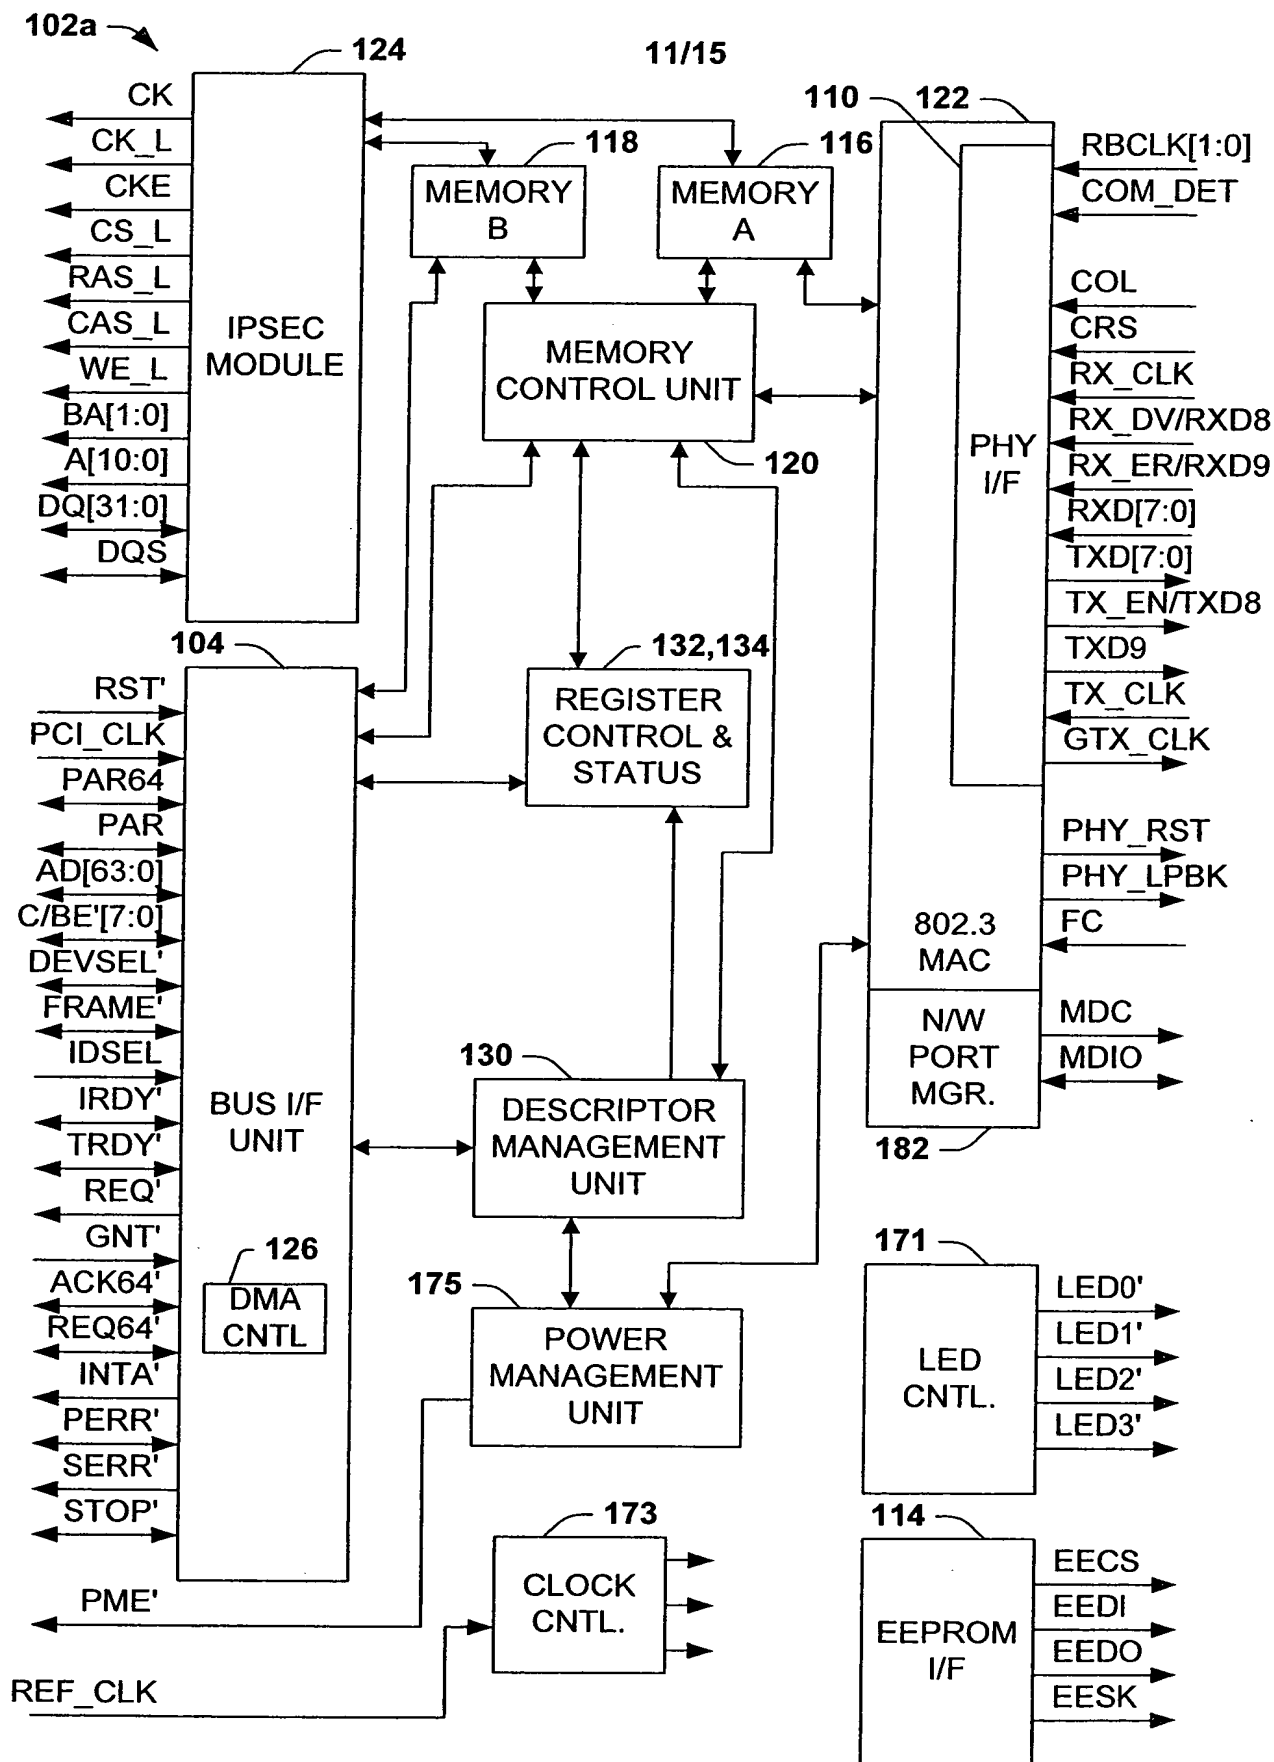 102a
124
11/15
110
122
CK
CK_L
CKE
CS_L
RAS_L
CAS_L
WE_L
BA[1:0]
A[10:0]
DQ[31:0]
DQS
IPSEC
MODULE
118
MEMORY
B
116
MEMORY
A
MEMORY
CONTROL UNIT
120
RBCLK[1:0]
COM_DET
COL
CRS
RX_CLK
RX_DV/RXD8
RX_ER/RXD9
RXD[7:0]
TXD[7:0]
TX_EN/TXD8
TXD9
TX_CLK
GTX_CLK
PHY
I/F
PHY_RST
PHY_LPBK
FC
802.3
MAC
MDC
MDIO
N/W
PORT
MGR.
182
104
RST'
PCI_CLK
PAR64
PAR
AD[63:0]
C/BE'[7:0]
DEVSEL'
FRAME'
IDSEL
IRDY'
TRDY'
REQ'
GNT'
ACK64'
REQ64'
INTA'
PERR'
SERR'
STOP'
BUS I/F
UNIT
126
DMA
CNTL
132,134
REGISTER
CONTROL &
STATUS
130
DESCRIPTOR
MANAGEMENT
UNIT
175
POWER
MANAGEMENT
UNIT
PME'
REF_CLK
173
CLOCK
CNTL.
171
LED
CNTL.
LED0'
LED1'
LED2'
LED3'
114
EEPROM
I/F
EECS
EEDI
EEDO
EESK